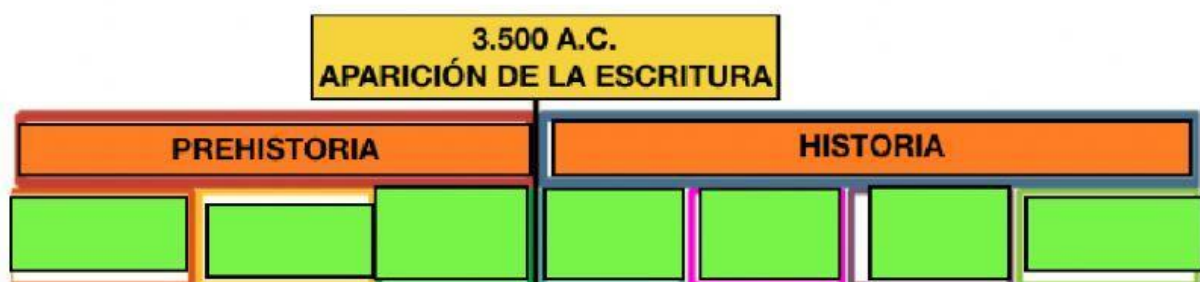 3.500 A.C.
APARICIÓN DE LA ESCRITURA
PREHISTORIA
HISTORIA